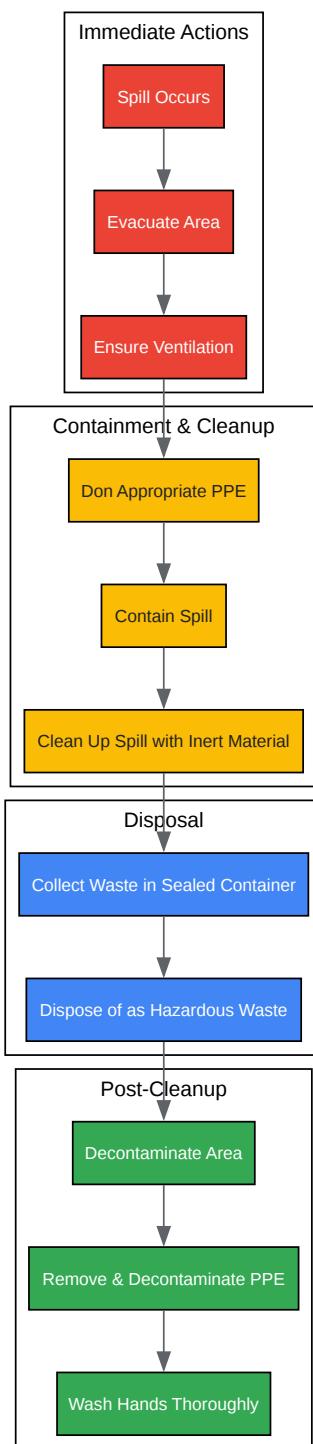 Immediate Actions
Spill Occurs
Evacuate Area
Ensure Ventilation
Containment & Cleanup
Don Appropriate PPE
Contain Spill
Clean Up Spill with Inert Material
Disposal
Collect Waste in Sealed Container
Dispose of as Hazardous Waste
Post-Cleanup
Decontaminate Area
Remove & Decontaminate PPE
Wash Hands Thoroughly